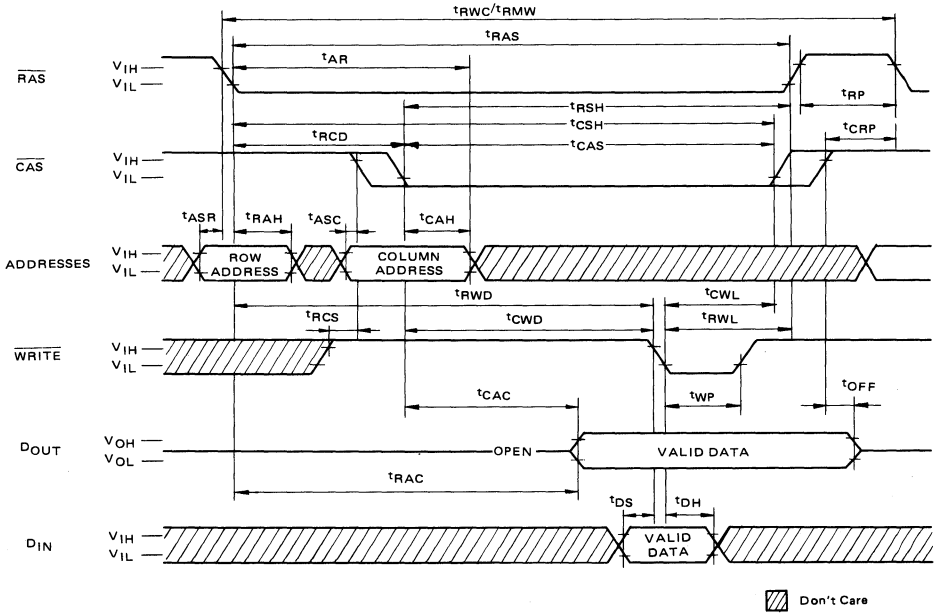 tRWC/tRMW
tRAS
tAR
RAS
VIH
VIL
tRSH
tRP
tCSH
tRCD
tCAS
tCRP
CAS
VIH
VIL
tASR
tRAH
tASC
tCAH
ADDRESSES
VIH
VIL
ROW
ADDRESS
COLUMN
ADDRESS
tRWD
tCWL
tRCS
tCWD
tRWL
WRITE
VIH
VIL
tCAC
tWP
tOFF
DOUT
VOH
VOL
OPEN
VALID DATA
tRAC
tDS
tDH
DIN
VIH
VIL
VALID
DATA
Don't Care